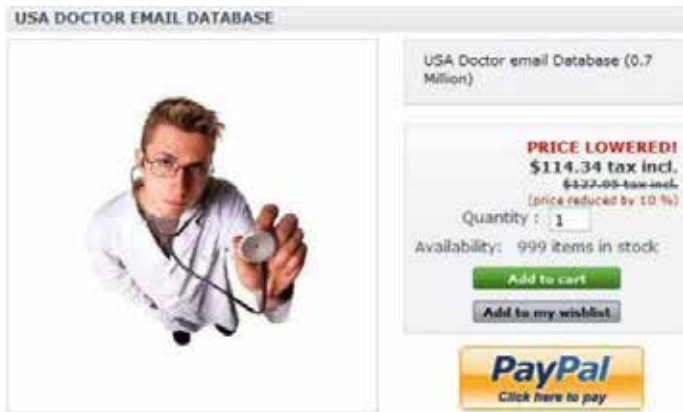 USA DOCTOR EMAIL DATABASE
USA Doctor email Database (0.7
Million)
PRICE LOWERED!
$114.34 tax incl.
$127.05 tax incl.
(price reduced by 10 %)
Quantity : 1
Availability: 999 items in stock
Add to cart
Add to my wishlist
PayPal
Click here to pay